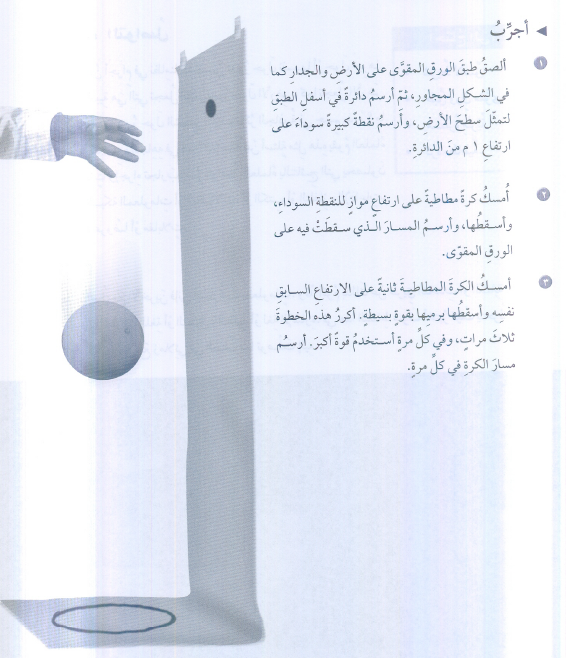 ◄ أجرِّبُ
١ ألصقُ طبقَ الورقِ المقوَّى على الأرضِ والجدارِ كما
في الشكلِ المجاورِ، ثمّ أرسمُ دائرةً في أسفلِ الطبقِ
لتمثّلَ سطحَ الأرضِ، وأرسمُ نقطةً كبيرةً سوداءَ على
ارتفاعِ ١ م منَ الدائرةِ.
٢ أُمسكُ كرةً مطاطيةً على ارتفاعٍ موازٍ للنقطةِ السوداءِ،
وأسقطُها، وأرسمُ المسارَ الذي سقطَتْ فيه على
الورقِ المقوّى.
٣ أمسكُ الكرةَ المطاطيةَ ثانيةً على الارتفاعِ السابقِ
نفسِه وأسقطُها برميِها بقوةٍ بسيطةٍ. أكررُ هذه الخطوةَ
ثلاثَ مراتٍ، وفي كلِّ مرةٍ أستخدمُ قوةً أكبرَ. أرسُم
مسارَ الكرةِ في كلِّ مرةٍ.